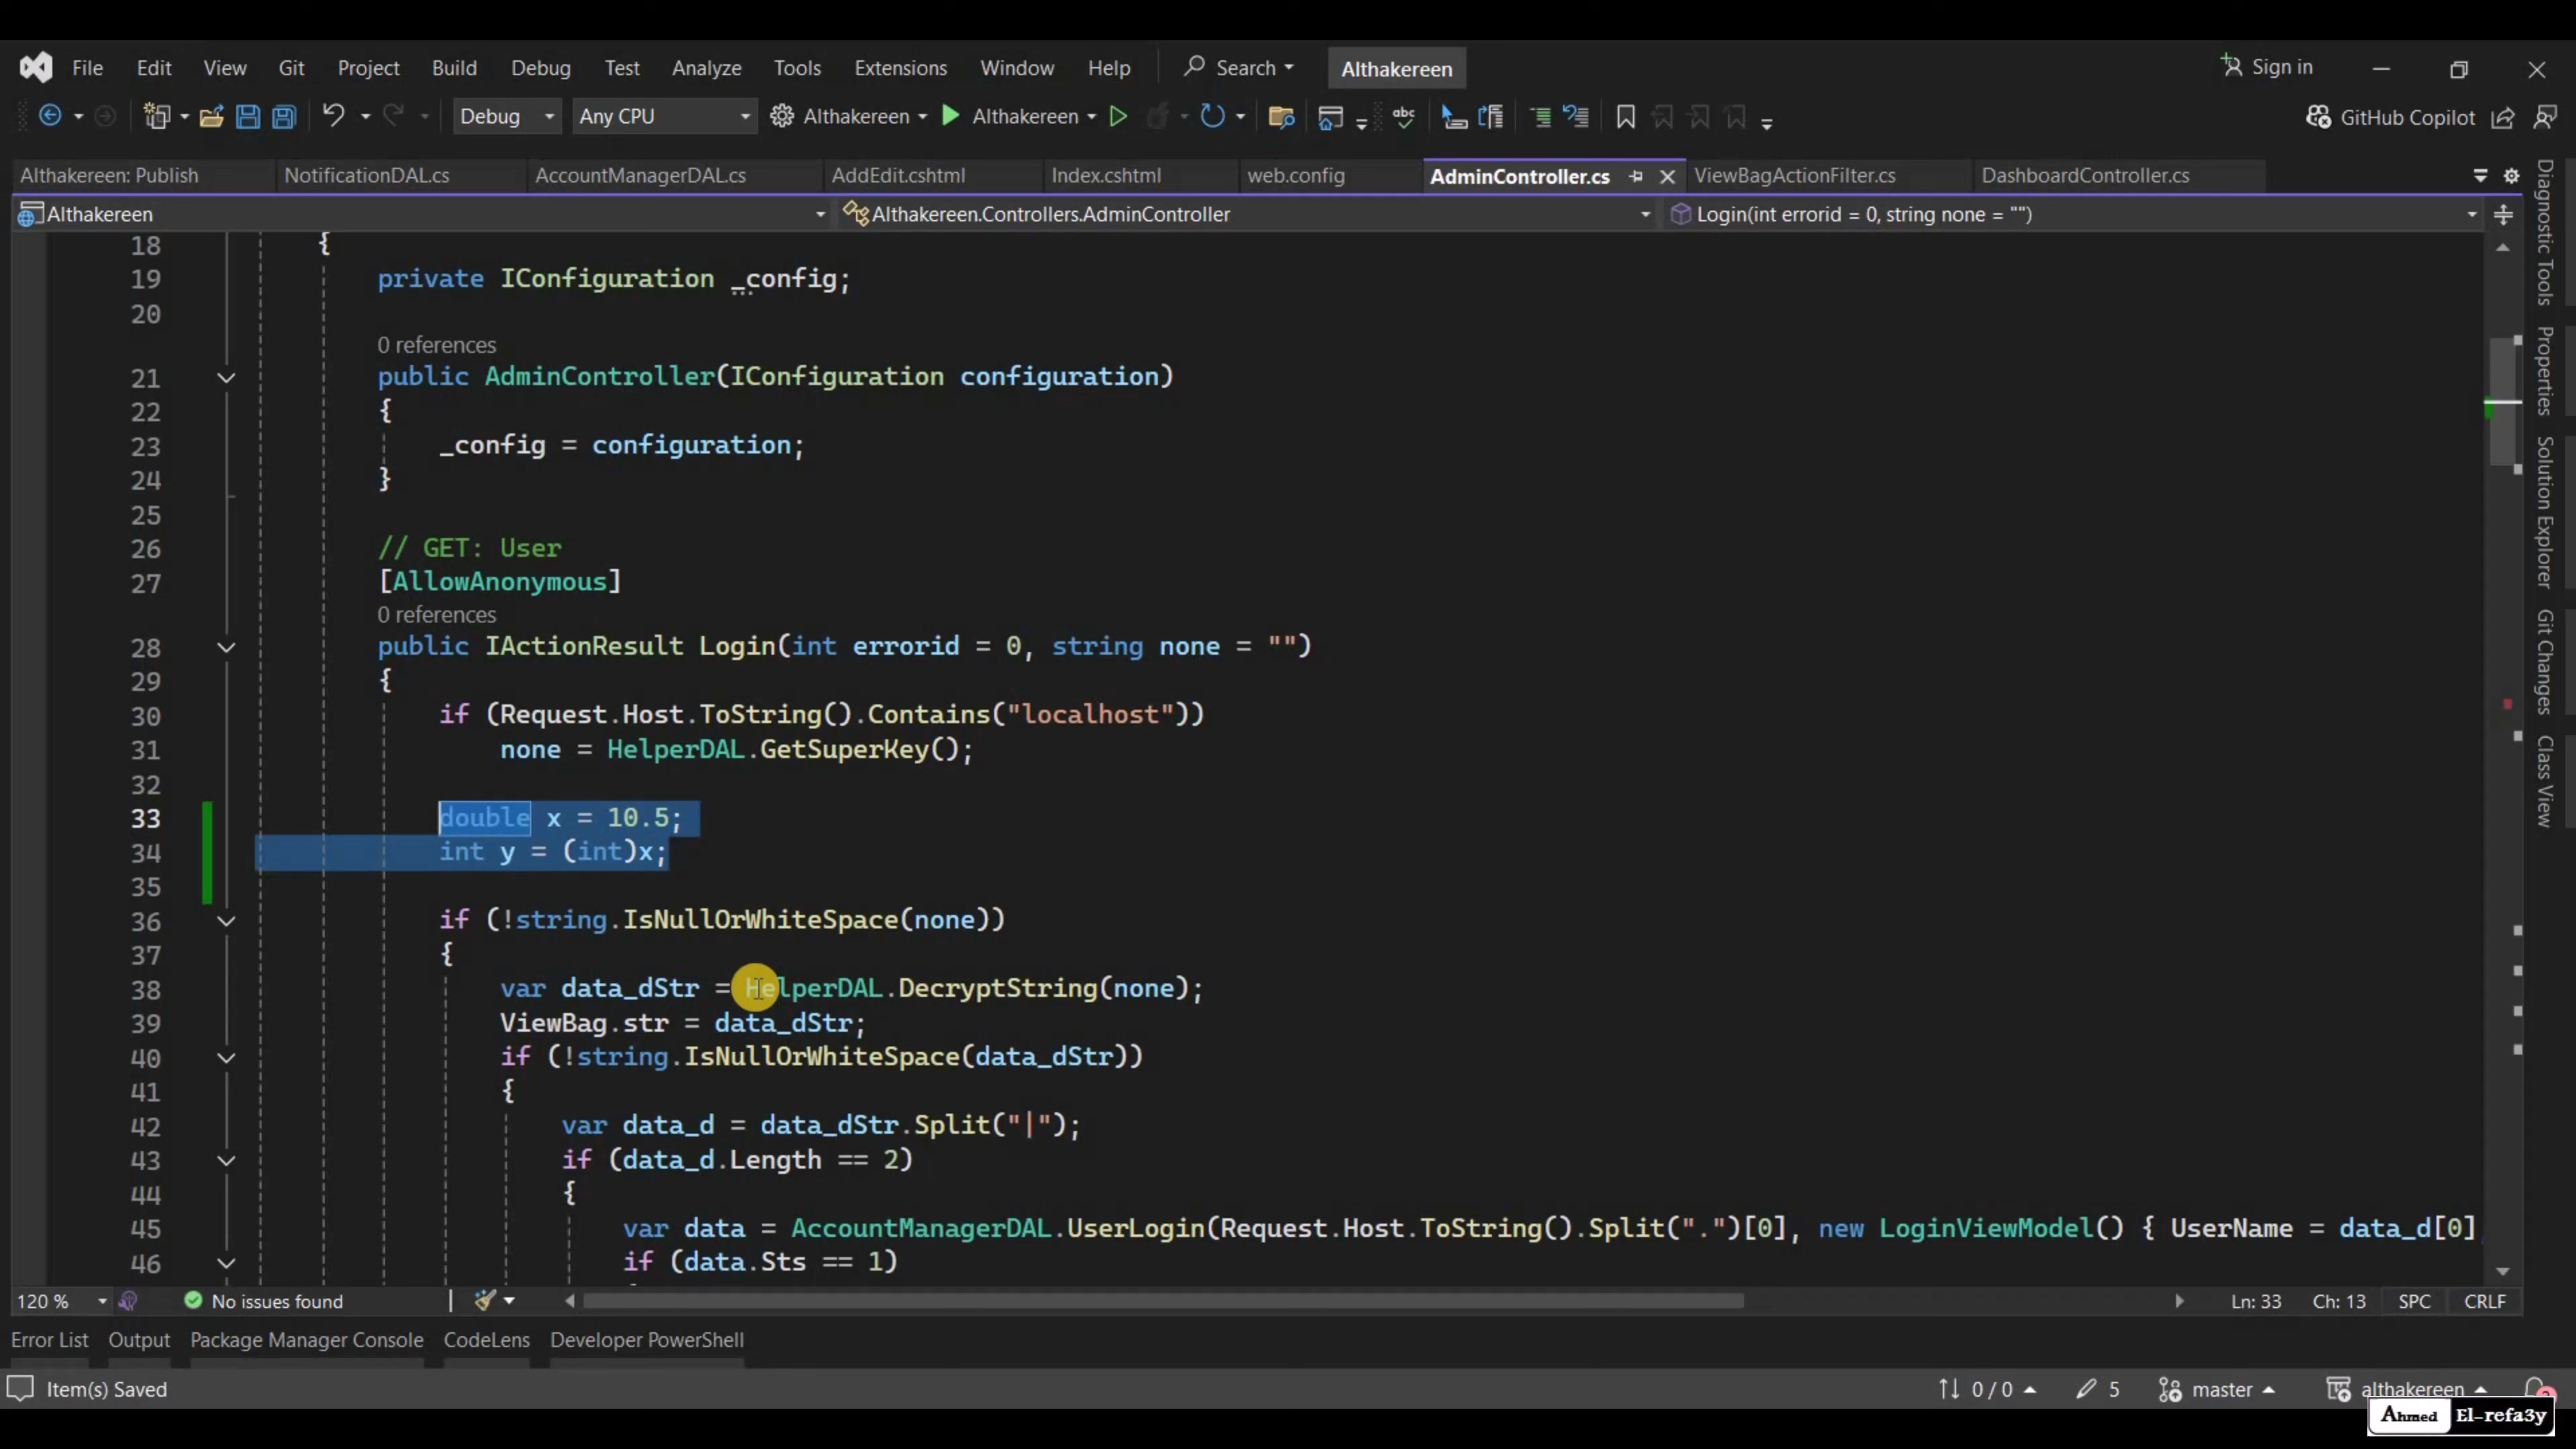 File Edit View Git Project Build Debug Test Analyze Tools Extensions Window Help Search Althakereen Sign in
Debug Any CPU Althakereen Althakereen GitHub Copilot
Althakereen: Publish NotificationDAL.cs AccountManagerDAL.cs AddEdit.cshtml Index.cshtml web.config AdminController.cs ViewBagActionFilter.cs DashboardController.cs
Althakereen Althakereen.Controllers.AdminController Login(int errorid = 0, string none = "")
18 {
19 private IConfiguration _config;
20
0 references
21 public AdminController(IConfiguration configuration)
22 {
23 _config = configuration;
24 }
25
26 // GET: User
27 [AllowAnonymous]
0 references
28 public IActionResult Login(int errorid = 0, string none = "")
29 {
30 if (Request.Host.ToString().Contains("localhost"))
31 none = HelperDAL.GetSuperKey();
32
33 double x = 10.5;
34 int y = (int)x;
35
36 if (!string.IsNullOrWhiteSpace(none))
37 {
38 var data_dStr = HelperDAL.DecryptString(none);
39 ViewBag.str = data_dStr;
40 if (!string.IsNullOrWhiteSpace(data_dStr))
41 {
42 var data_d = data_dStr.Split("|");
43 if (data_d.Length == 2)
44 {
45 var data = AccountManagerDAL.UserLogin(Request.Host.ToString().Split(".")[0], new LoginViewModel() { UserName = data_d[0],
46 if (data.Sts == 1)
Diagnostic Tools
Properties
Solution Explorer
Git Changes
Class View
120 % No issues found Ln: 33 Ch: 13 SPC CRLF
Error List Output Package Manager Console CodeLens Developer PowerShell
Item(s) Saved 0 / 0 5 master althakereen
Ahmed El-refa3y